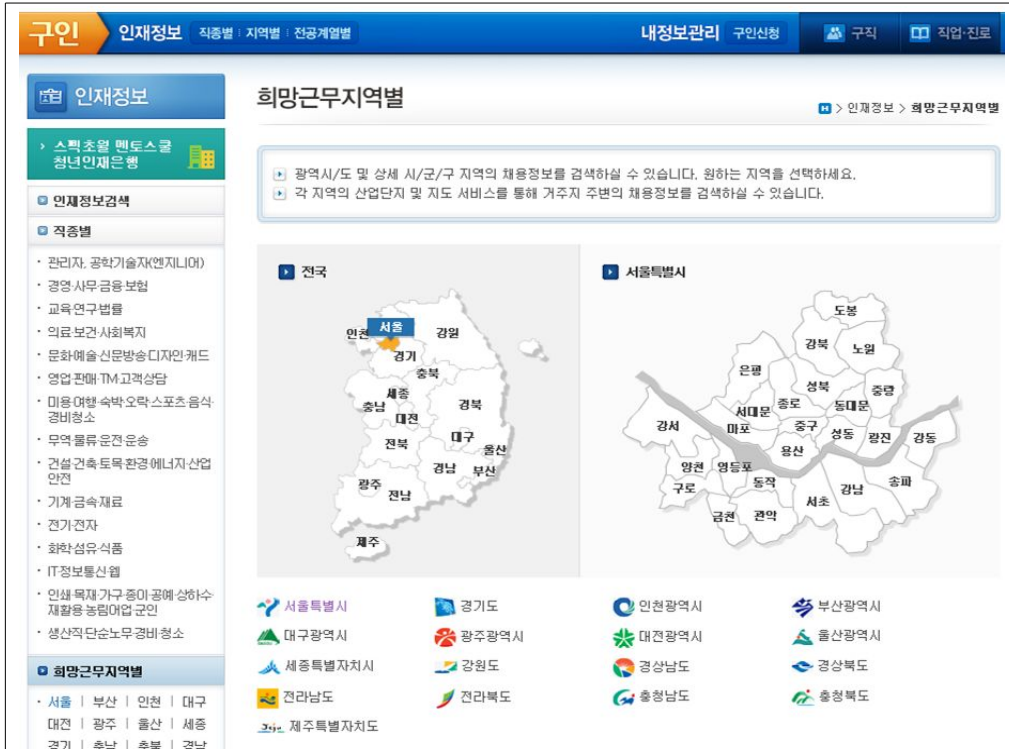 구인 인재정보 직종별 | 지역별 | 전공계열별 내정보관리 구인신청 구직 직업·진로
인재정보
› 스펙초월 멘토스쿨
청년인재은행
인재정보검색
직종별
· 관리자, 공학기술자(엔지니어)
· 경영·사무·금융·보험
· 교육·연구·법률
· 의료·보건·사회복지
· 문화·예술·신문방송·디자인·캐드
· 영업·판매·TM·고객상담
· 미용·여행·숙박·오락·스포츠·음식·
경비청소
· 무역·물류·운전·운송
· 건설·건축·토목·환경·에너지·산업
안전
· 기계·금속·재료
· 전기·전자
· 화학·섬유·식품
· IT·정보통신·웹
· 인쇄·목재·가구·종이·공예·상하수·
재활용·농림어업·군인
· 생산직·단순노무·경비·청소
희망근무지역별
· 서울 | 부산 | 인천 | 대구
대전 | 광주 | 울산 | 세종
경기 | 충남 | 충북 | 경남
희망근무지역별
H > 인재정보 > 희망근무지역별
광역시/도 및 상세 시/군/구 지역의 채용정보를 검색하실 수 있습니다. 원하는 지역을 선택하세요.
각 지역의 산업단지 및 지도 서비스를 통해 거주지 주변의 채용정보를 검색하실 수 있습니다.
전국
인천 서울 강원
경기
충북
세종
충남 경북
대전
전북 대구
울산
경남 부산
광주
전남
제주
서울특별시
도봉
강북 노원
은평
성북 중랑
서대문 종로 동대문
강서 마포 중구 성동 광진 강동
용산
양천 영등포
구로 동작 강남 송파
서초
금천 관악
서울특별시 경기도 인천광역시 부산광역시
대구광역시 광주광역시 대전광역시 울산광역시
세종특별자치시 강원도 경상남도 경상북도
전라남도 전라북도 충청남도 충청북도
Jeju 제주특별자치도